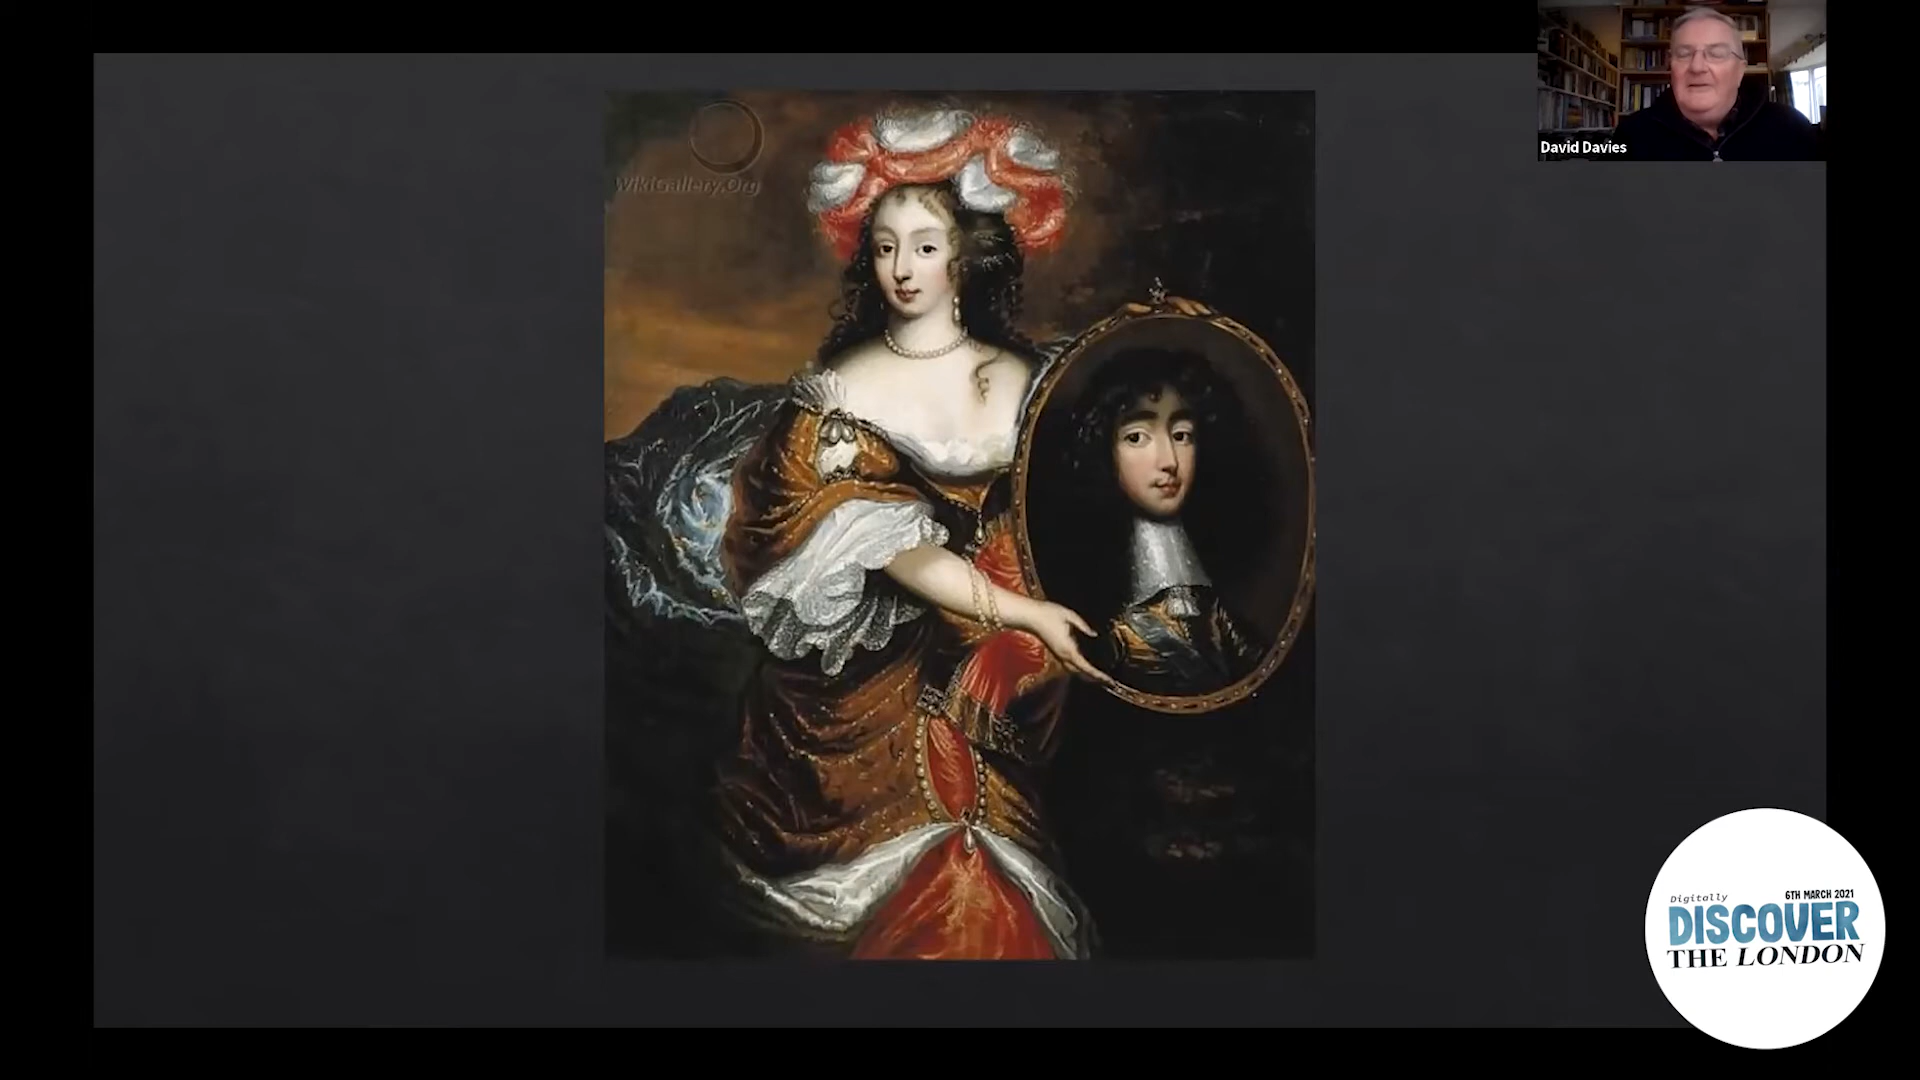 WikiGallery.Org
David Davies
Digitally
6TH MARCH 2021
DISCOVER
THE LONDON